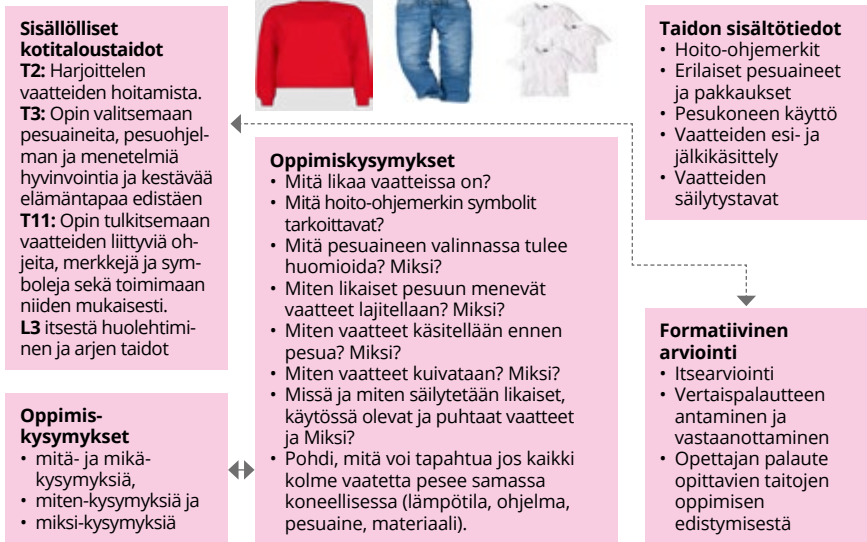 Sisällölliset
kotitaloustaidot
T2: Harjoittelen
vaatteiden hoitamista.
T3: Opin valitsemaan
pesuaineita, pesuohjel-
man ja menetelmiä
hyvinvointia ja kestävää
elämäntapaa edistäen
T11: Opin tulkitsemaan
vaatteiden liittyviä oh-
jeita, merkkejä ja sym-
boleja sekä toimimaan
niiden mukaisesti.
L3 itsestä huolehtimi-
nen ja arjen taidot
Oppimis-
kysymykset
• mitä- ja mikä-
kysymyksiä,
• miten-kysymyksiä ja
• miksi-kysymyksiä
Oppimiskysymykset
• Mitä likaa vaatteissa on?
• Mitä hoito-ohjemerkin symbolit
tarkoittavat?
• Mitä pesuaineen valinnassa tulee
huomioida? Miksi?
• Miten likaiset pesuun menevät
vaatteet lajitellaan? Miksi?
• Miten vaatteet käsitellään ennen
pesua? Miksi?
• Miten vaatteet kuivataan? Miksi?
• Missä ja miten säilytetään likaiset,
käytössä olevat ja puhtaat vaatteet
ja Miksi?
• Pohdi, mitä voi tapahtua jos kaikki
kolme vaatetta pesee samassa
koneellisessa (lämpötila, ohjelma,
pesuaine, materiaali).
Taidon sisältötiedot
• Hoito-ohjemerkit
• Erilaiset pesuaineet
ja pakkaukset
• Pesukoneen käyttö
• Vaatteiden esi- ja
jälkikäsittely
• Vaatteiden
säilytystavat
Formatiivinen
arviointi
• Itsearviointi
• Vertaispalautteen
antaminen ja
vastaanottaminen
• Opettajan palaute
opittavien taitojen
oppimisen
edistymisestä